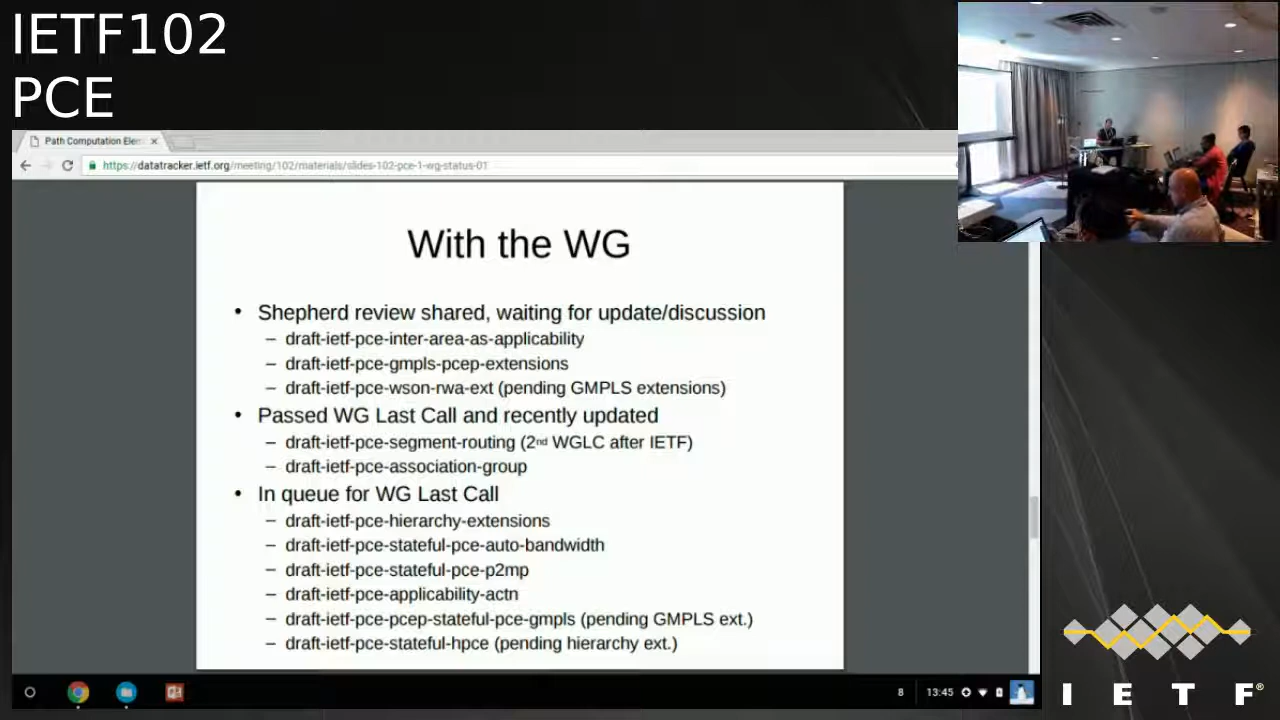 IETF102
PCE
Path Computation Elem
https://datatracker.ietf.org/meeting/102/materials/slides-102-pce-1-wg-status-01
With the WG
• Shepherd review shared, waiting for update/discussion
– draft-ietf-pce-inter-area-as-applicability
– draft-ietf-pce-gmpls-pcep-extensions
– draft-ietf-pce-wson-rwa-ext (pending GMPLS extensions)
• Passed WG Last Call and recently updated
– draft-ietf-pce-segment-routing (2nd WGLC after IETF)
– draft-ietf-pce-association-group
• In queue for WG Last Call
– draft-ietf-pce-hierarchy-extensions
– draft-ietf-pce-stateful-pce-auto-bandwidth
– draft-ietf-pce-stateful-pce-p2mp
– draft-ietf-pce-applicability-actn
– draft-ietf-pce-pcep-stateful-pce-gmpls (pending GMPLS ext.)
– draft-ietf-pce-stateful-hpce (pending hierarchy ext.)
8 13:45
I E T F®